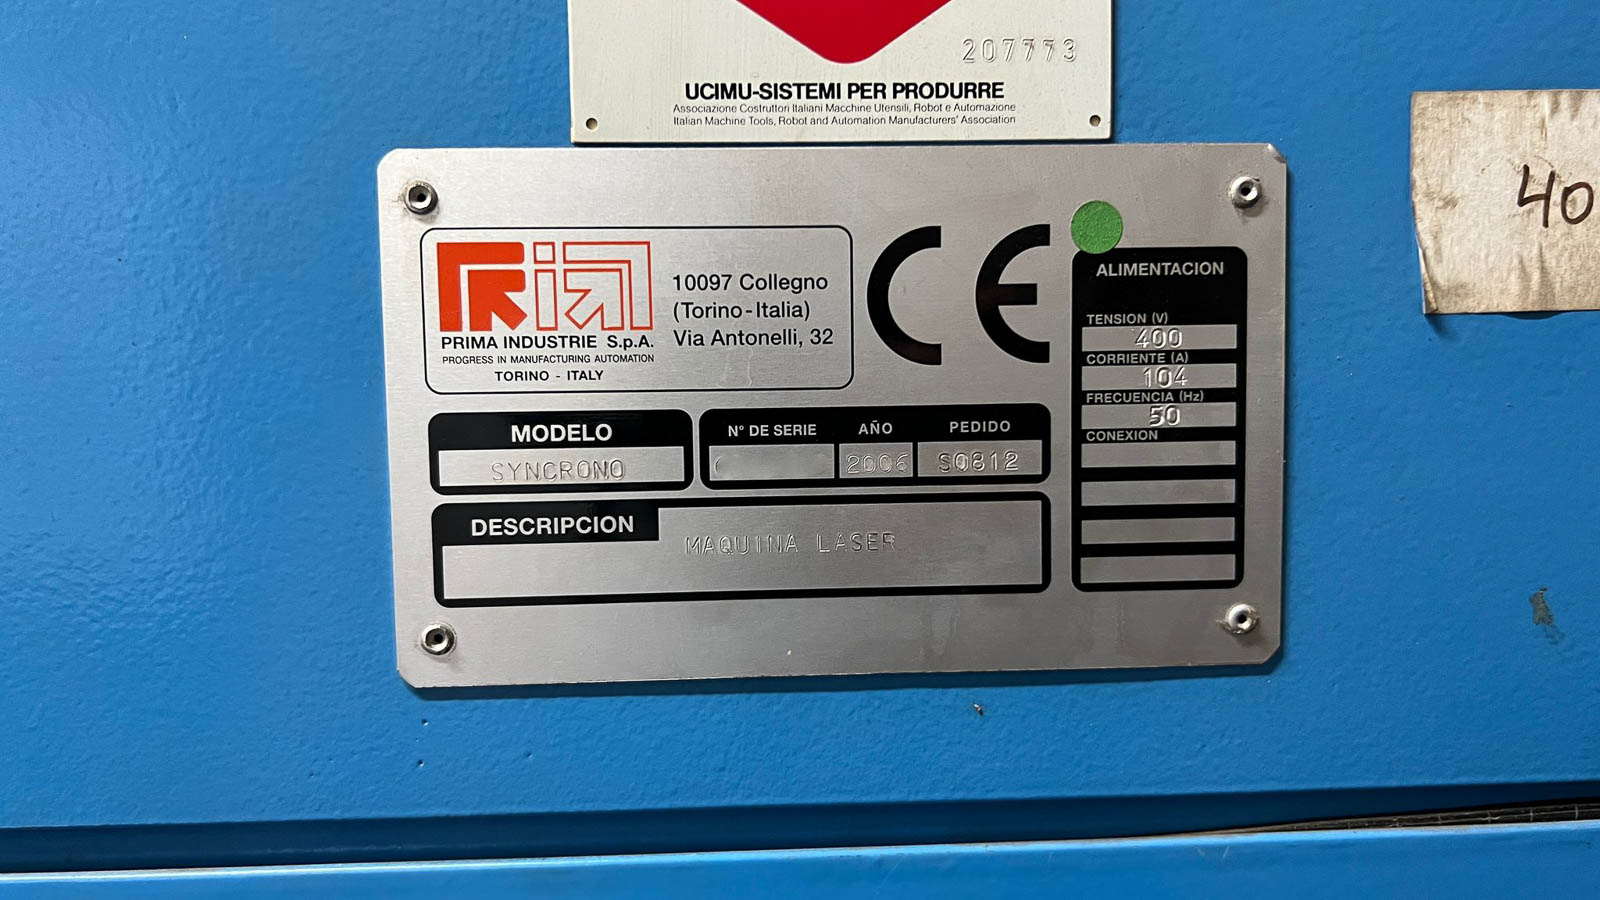 207773
UCIMU-SISTEMI PER PRODURRE
Associazione Costruttori Italiani Macchine Utensili, Robot e Automazione
Italian Machine Tools, Robot and Automation Manufacturers' Association
40
PRIMA
PRIMA INDUSTRIE S.p.A.
PROGRESS IN MANUFACTURING AUTOMATION
TORINO - ITALY
10097 Collegno
(Torino-Italia)
Via Antonelli, 32
CE
ALIMENTACION
TENSION (V)
400
CORRIENTE (A)
104
FRECUENCIA (Hz)
50
CONEXION
MODELO
SYNCRONO
N° DE SERIE
AÑO
2006
PEDIDO
SO812
DESCRIPCION
MAQUINA LASER